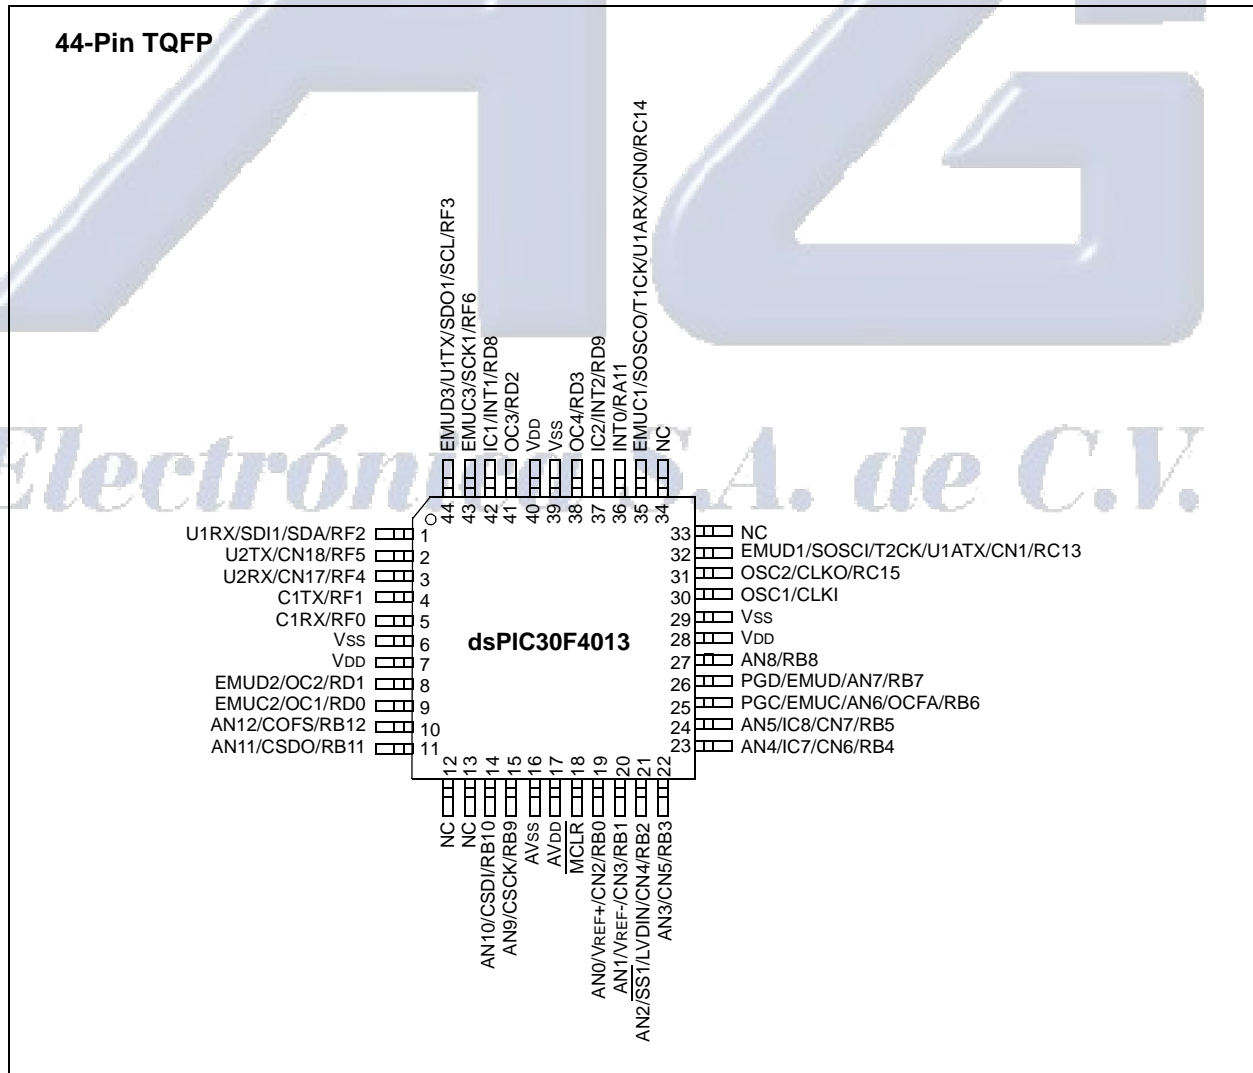 44-Pin TQFP
AG
Electrónica S.A. de C.V.
EMUD3/U1TX/SDO1/SCL/RF3
EMUC3/SCK1/RF6
IC1/INT1/RD8
OC3/RD2
VDD
VSS
OC4/RD3
IC2/INT2/RD9
INT0/RA11
EMUC1/SOSCO/T1CK/U1ARX/CN0/RC14
NC
44
43
42
41
40
39
38
37
36
35
34
U1RX/SDI1/SDA/RF2 1
U2TX/CN18/RF5 2
U2RX/CN17/RF4 3
C1TX/RF1 4
C1RX/RF0 5
VSS 6
VDD 7
EMUD2/OC2/RD1 8
EMUC2/OC1/RD0 9
AN12/COFS/RB12 10
AN11/CSDO/RB11 11
dsPIC30F4013
33 NC
32 EMUD1/SOSCI/T2CK/U1ATX/CN1/RC13
31 OSC2/CLKO/RC15
30 OSC1/CLKI
29 VSS
28 VDD
27 AN8/RB8
26 PGD/EMUD/AN7/RB7
25 PGC/EMUC/AN6/OCFA/RB6
24 AN5/IC8/CN7/RB5
23 AN4/IC7/CN6/RB4
12
13
14
15
16
17
18
19
20
21
22
NC
NC
AN10/CSDI/RB10
AN9/CSCK/RB9
AVSS
AVDD
MCLR
AN0/VREF+/CN2/RB0
AN1/VREF-/CN3/RB1
AN2/SS1/LVDIN/CN4/RB2
AN3/CN5/RB3